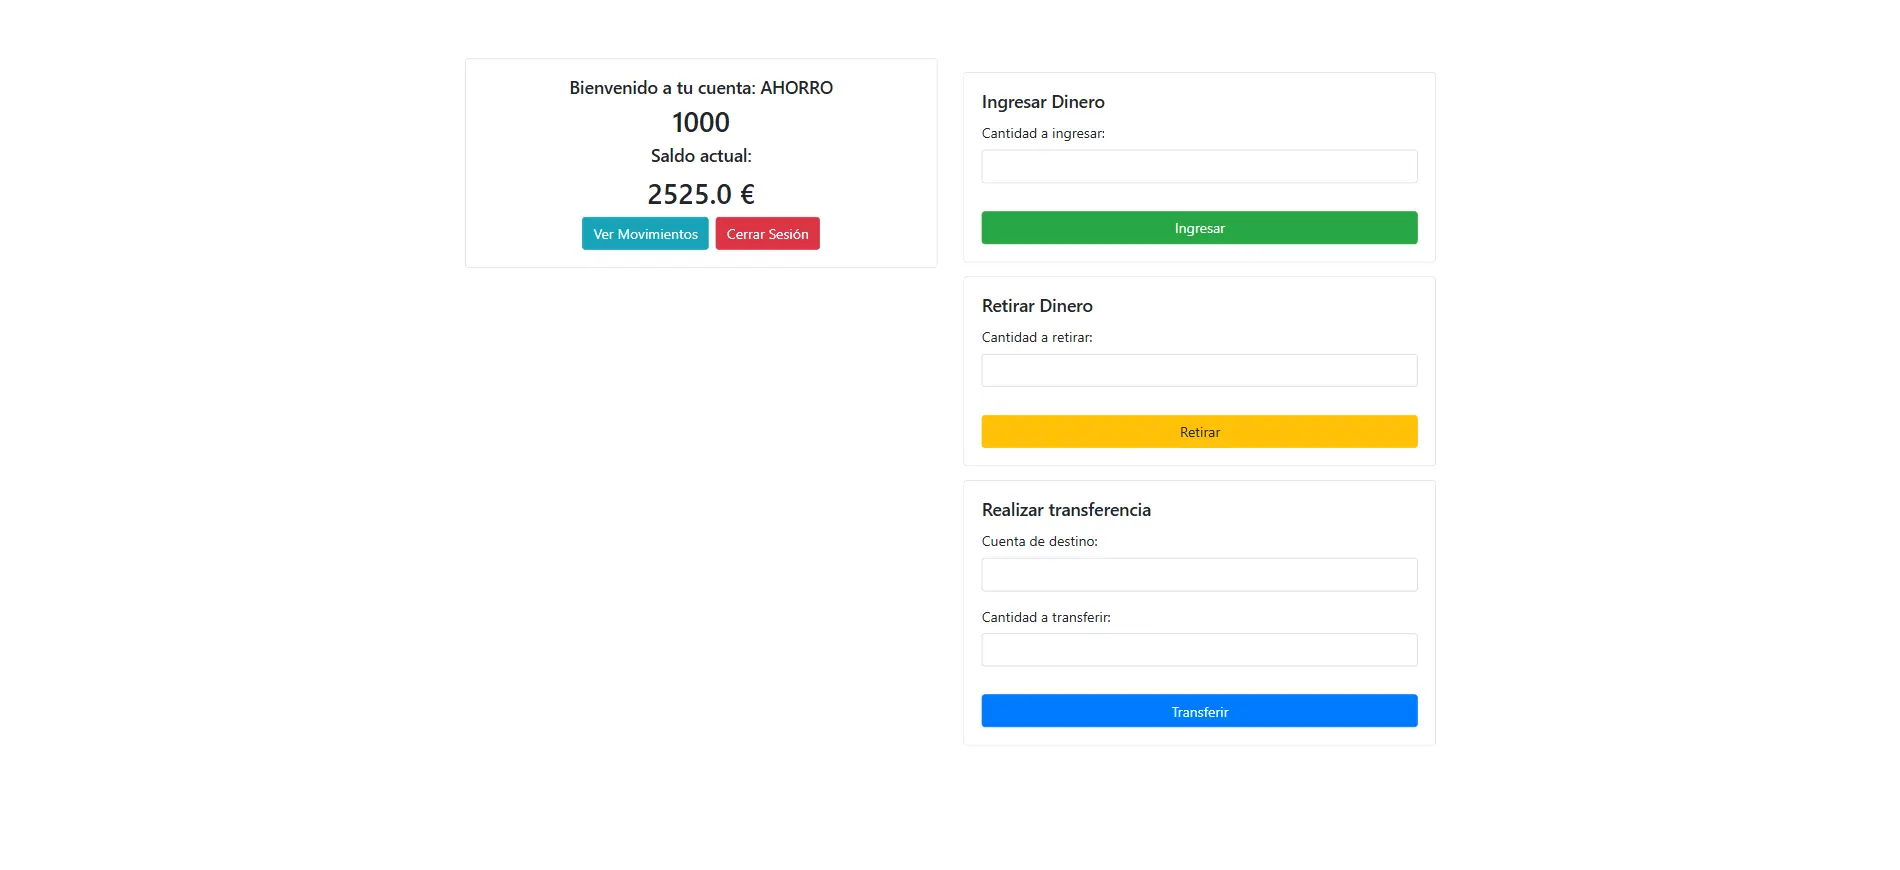 Bienvenido a tu cuenta: AHORRO
1000
Saldo actual:
2525.0 €
Ver Movimientos Cerrar Sesión
Ingresar Dinero
Cantidad a ingresar:
Ingresar
Retirar Dinero
Cantidad a retirar:
Retirar
Realizar transferencia
Cuenta de destino:
Cantidad a transferir:
Transferir